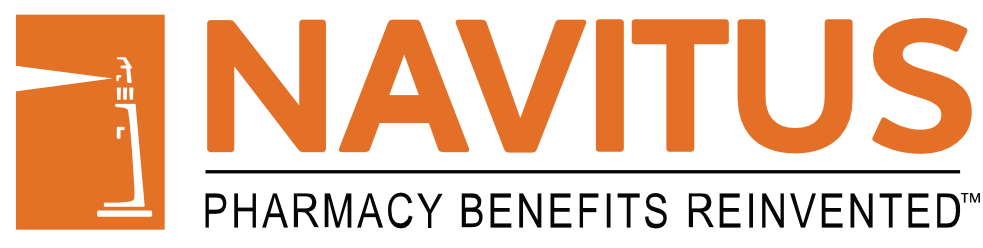 NAVITUS
PHARMACY BENEFITS REINVENTED™